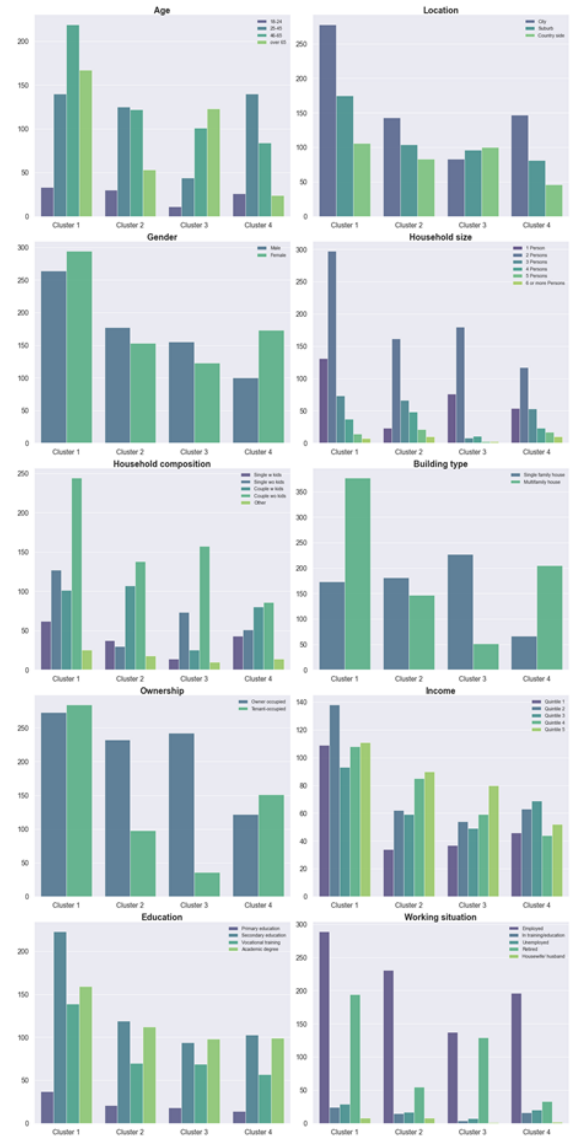 Age
18-24
25-45
46-65
over 65
200
150
100
50
0
Cluster 1 Cluster 2 Cluster 3 Cluster 4
Location
City
Suburb
Country side
250
200
150
100
50
0
Cluster 1 Cluster 2 Cluster 3 Cluster 4
Gender
Male
Female
300
250
200
150
100
50
0
Cluster 1 Cluster 2 Cluster 3 Cluster 4
Household size
1 Person
2 Persons
3 Persons
4 Persons
5 Persons
6 or more Persons
300
250
200
150
100
50
0
Cluster 1 Cluster 2 Cluster 3 Cluster 4
Household composition
Single w kids
Single wo kids
Couple w kids
Couple wo kids
Other
250
200
150
100
50
0
Cluster 1 Cluster 2 Cluster 3 Cluster 4
Building type
Single family house
Multifamily house
350
300
250
200
150
100
50
0
Cluster 1 Cluster 2 Cluster 3 Cluster 4
Ownership
Owner occupied
Tenant-occupied
250
200
150
100
50
0
Cluster 1 Cluster 2 Cluster 3 Cluster 4
Income
Quintile 1
Quintile 2
Quintile 3
Quintile 4
Quintile 5
140
120
100
80
60
40
20
0
Cluster 1 Cluster 2 Cluster 3 Cluster 4
Education
Primary education
Secondary education
Vocational training
Academic degree
200
150
100
50
0
Cluster 1 Cluster 2 Cluster 3 Cluster 4
Working situation
Employed
In training/education
Unemployed
Retired
Housewife/ husband
300
250
200
150
100
50
0
Cluster 1 Cluster 2 Cluster 3 Cluster 4